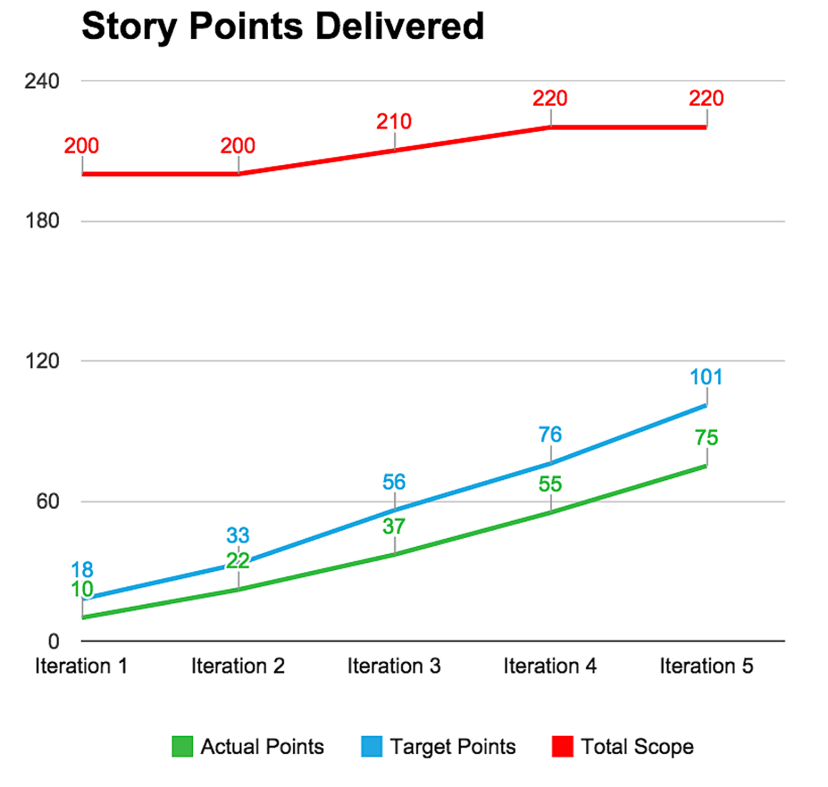 Story Points Delivered
240
220
220
210
200
200
180
120
101
76
75
56
55
60
37
33
22
18
10
0
Iteration 1
Iteration 2
Iteration 3
Iteration 4
Iteration 5
Actual Points
Target Points
Total Scope